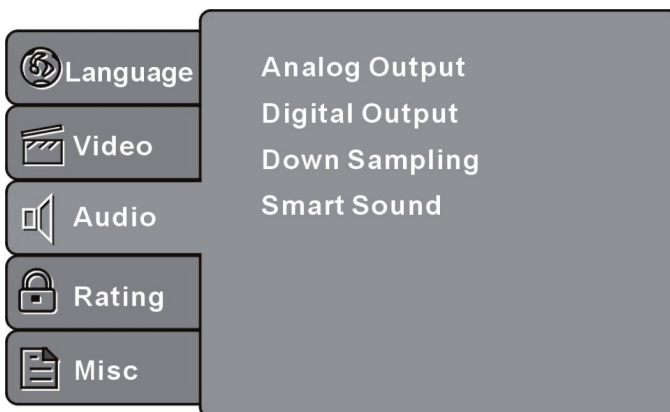 Language
Video
Audio
Rating
Misc
Analog Output
Digital Output
Down Sampling
Smart Sound